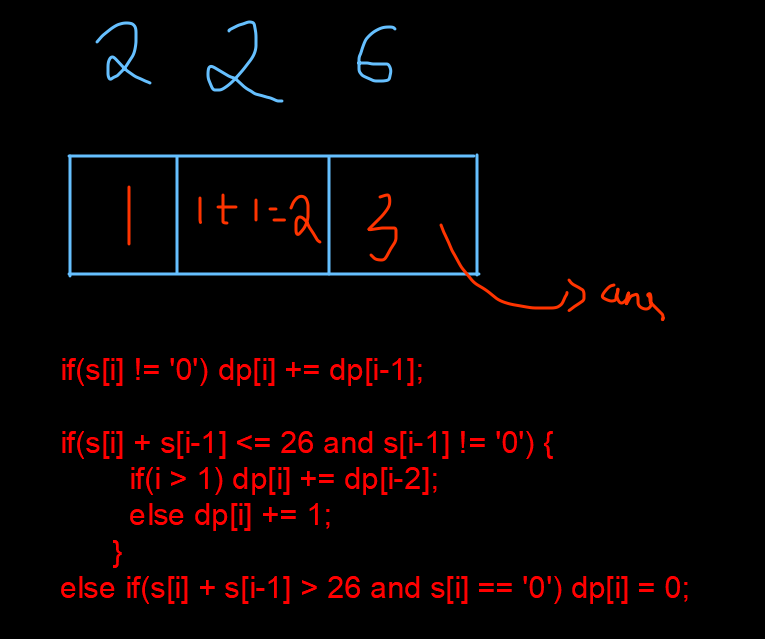 2 2 6
1 1+1=2 3
ans
if(s[i] != '0') dp[i] += dp[i-1];
if(s[i] + s[i-1] <= 26 and s[i-1] != '0') {
if(i > 1) dp[i] += dp[i-2];
else dp[i] += 1;
}
else if(s[i] + s[i-1] > 26 and s[i] == '0') dp[i] = 0;